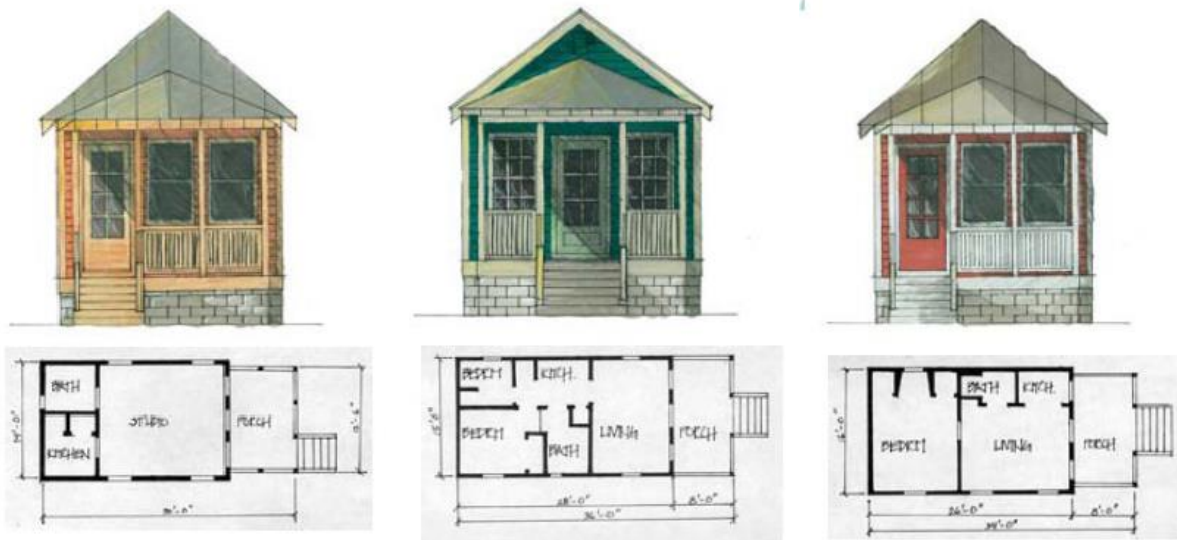 BATH
STUDIO
PORCH
KITCHEN
BEDRM
KITCH.
BEDRM
BATH
LIVING
PORCH
28'-0"
8'-0"
36'-0"
BATH
KITCH.
BEDRM
LIVING
PORCH
26'-0"
8'-0"
34'-0"